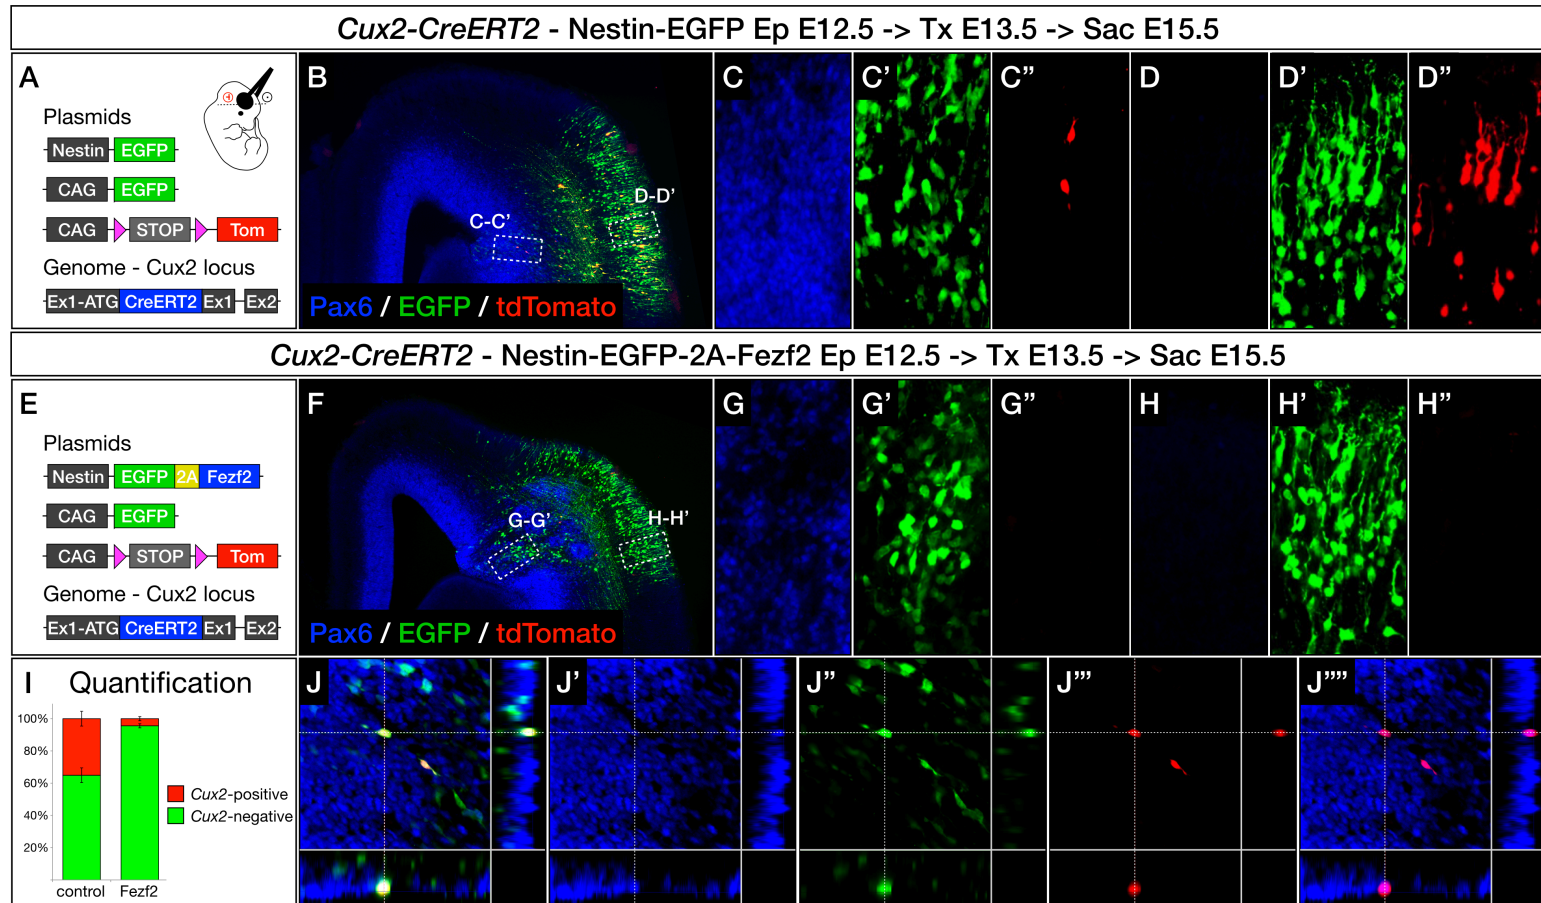 Cux2-CreERT2 - Nestin-EGFP Ep E12.5 -> Tx E13.5 -> Sac E15.5
A
Plasmids
Nestin EGFP
CAG EGFP
CAG STOP Tom
Genome - Cux2 locus
Ex1-ATG CreERT2 Ex1 Ex2
B
C-C’
D-D’
Pax6 / EGFP / tdTomato
C
C’
C”
D
D’
D”
Cux2-CreERT2 - Nestin-EGFP-2A-Fezf2 Ep E12.5 -> Tx E13.5 -> Sac E15.5
E
Plasmids
Nestin EGFP 2A Fezf2
CAG EGFP
CAG STOP Tom
Genome - Cux2 locus
Ex1-ATG CreERT2 Ex1 Ex2
F
G-G’
H-H’
Pax6 / EGFP / tdTomato
G
G’
G”
H
H’
H”
I Quantification
100%
80%
60%
40%
20%
control Fezf2
Cux2-positive
Cux2-negative
J
J’
J”
J”’
J””